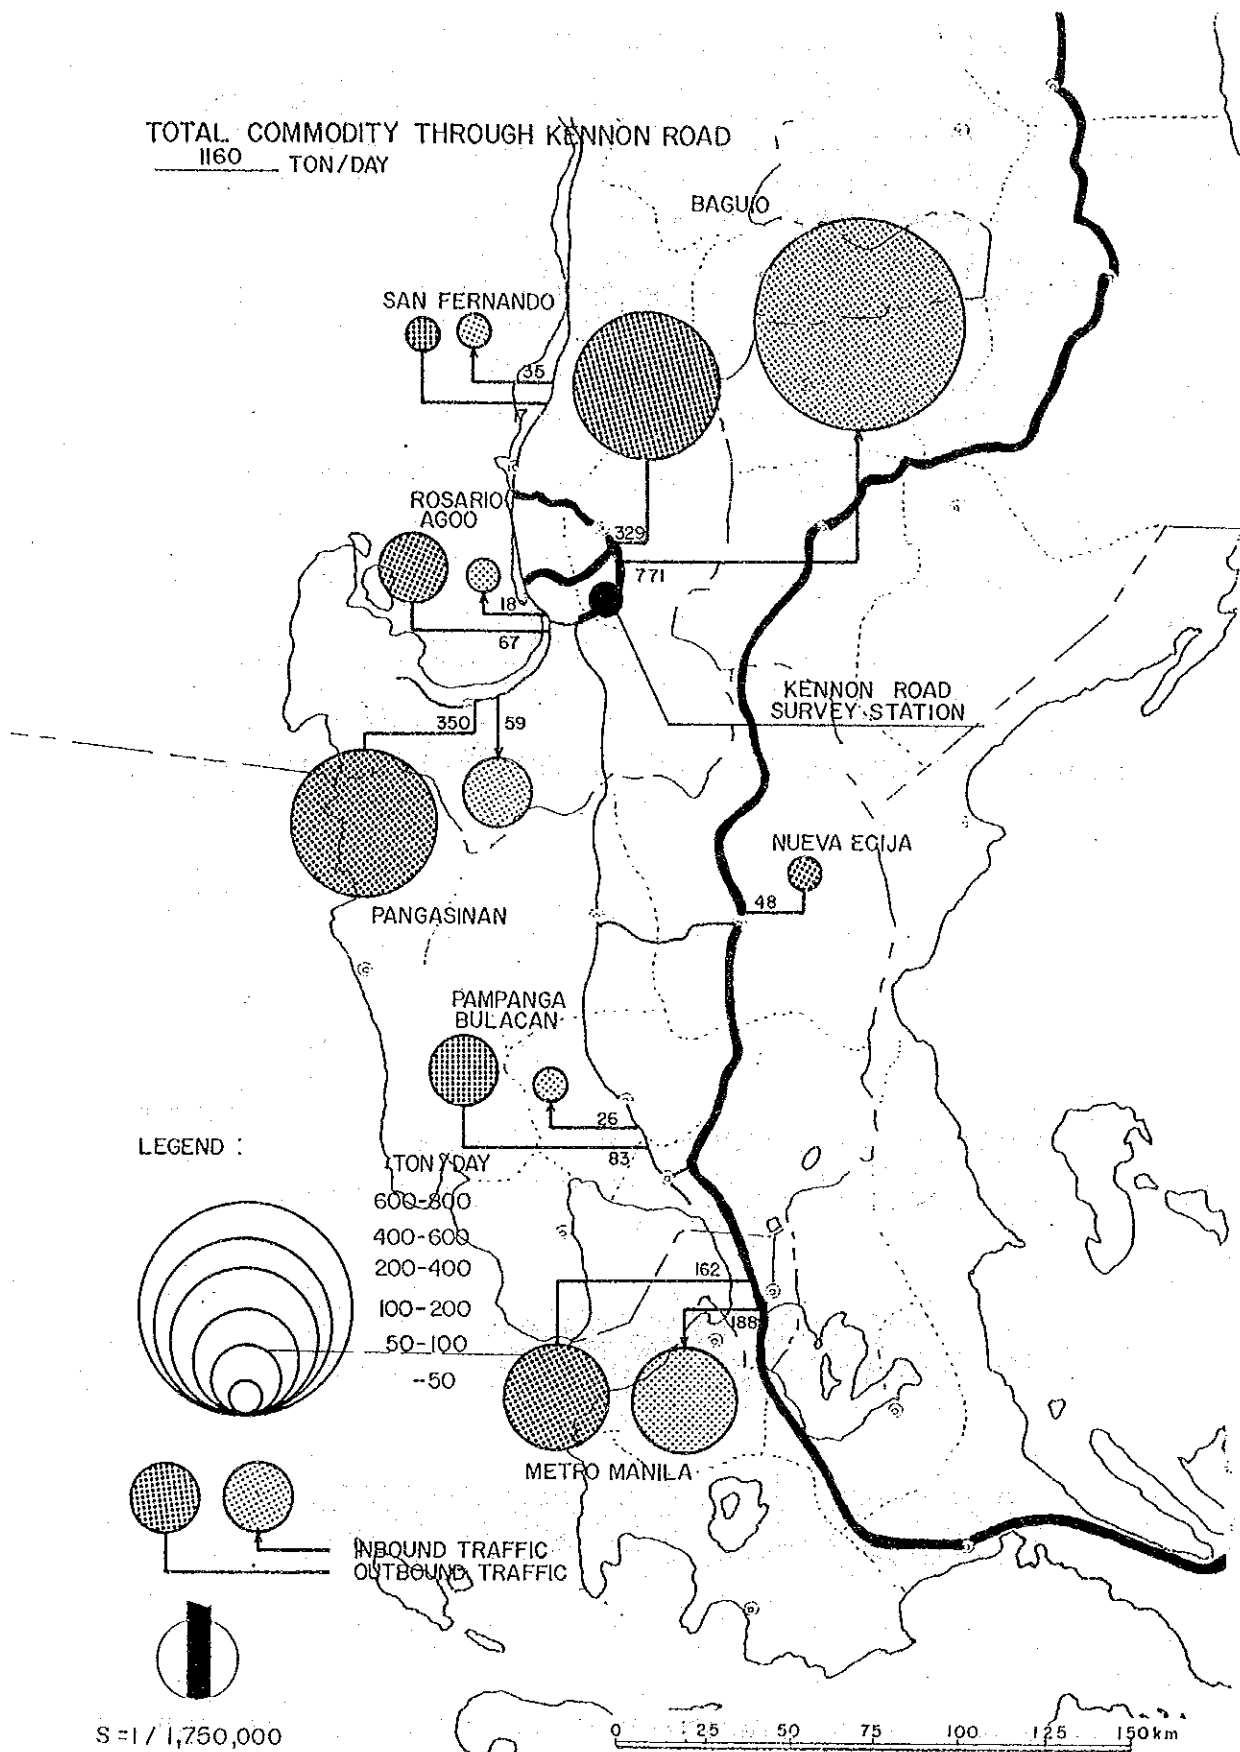 TOTAL COMMODITY THROUGH KENNON ROAD
1160 TON/DAY
BAGUIO
SAN FERNANDO
35
17
ROSARIO
AGOO
329
771
18
67
KENNON ROAD
SURVEY STATION
350
59
NUEVA ECIJA
48
PANGASINAN
PAMPANGA
BULACAN
26
83
LEGEND :
TON/DAY
600-800
400-600
200-400
100-200
50-100
-50
162
188
METRO MANILA
INBOUND TRAFFIC
OUTBOUND TRAFFIC
S=1/1,750,000
0 25 50 75 100 125 150km